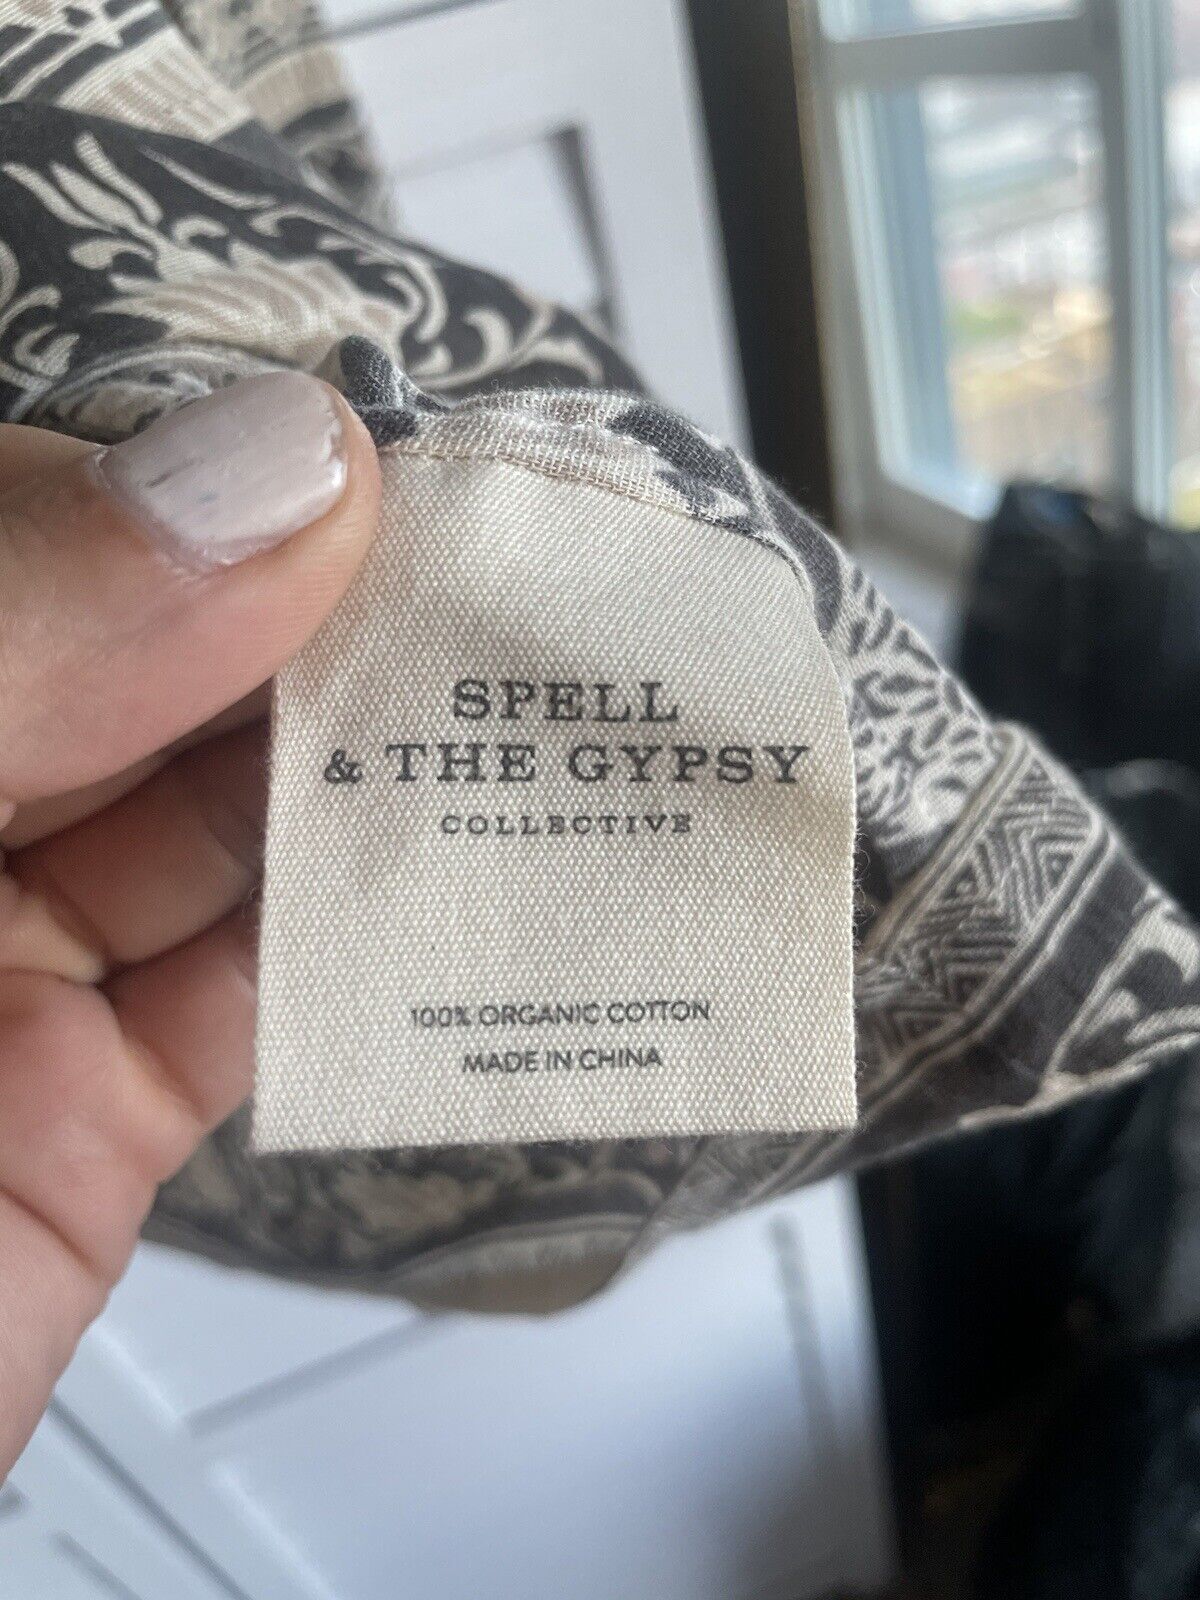 SPELL
& THE GYPSY
COLLECTIVE
100% ORGANIC COTTON
MADE IN CHINA